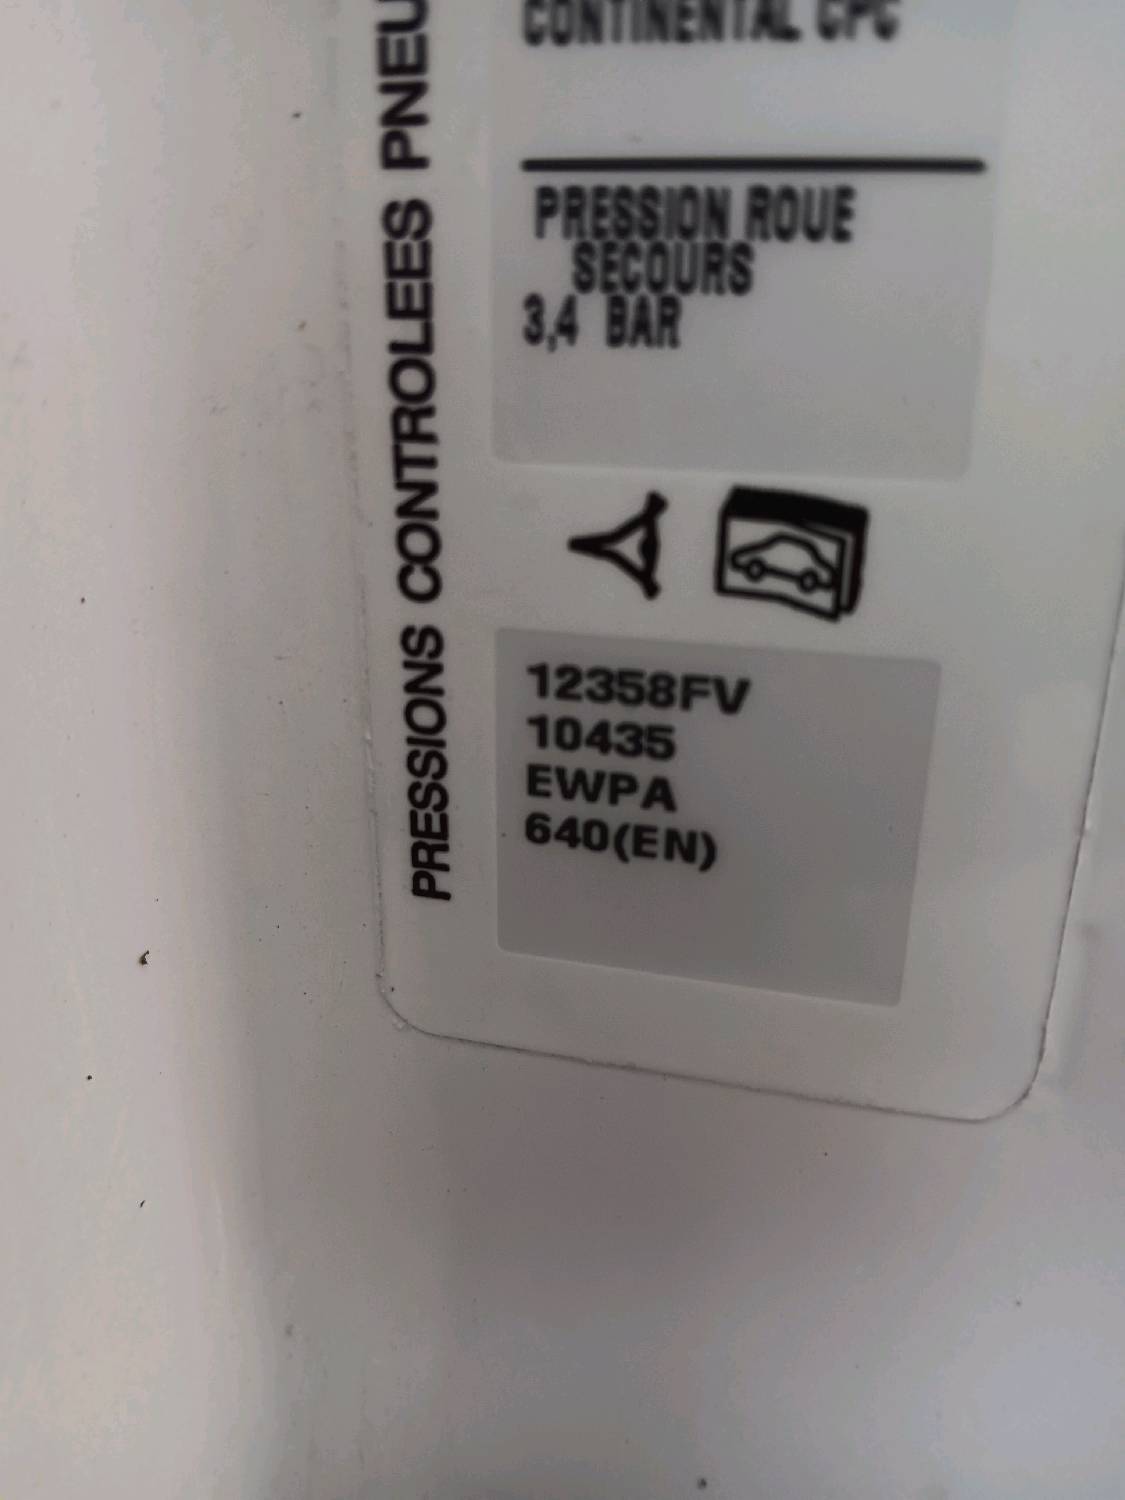 CONTINENTAL CPC
PRESSION ROUE
SECOURS
3,4 BAR
PRESSIONS CONTROLEES PNEU
12358FV
10435
EWPA
640(EN)